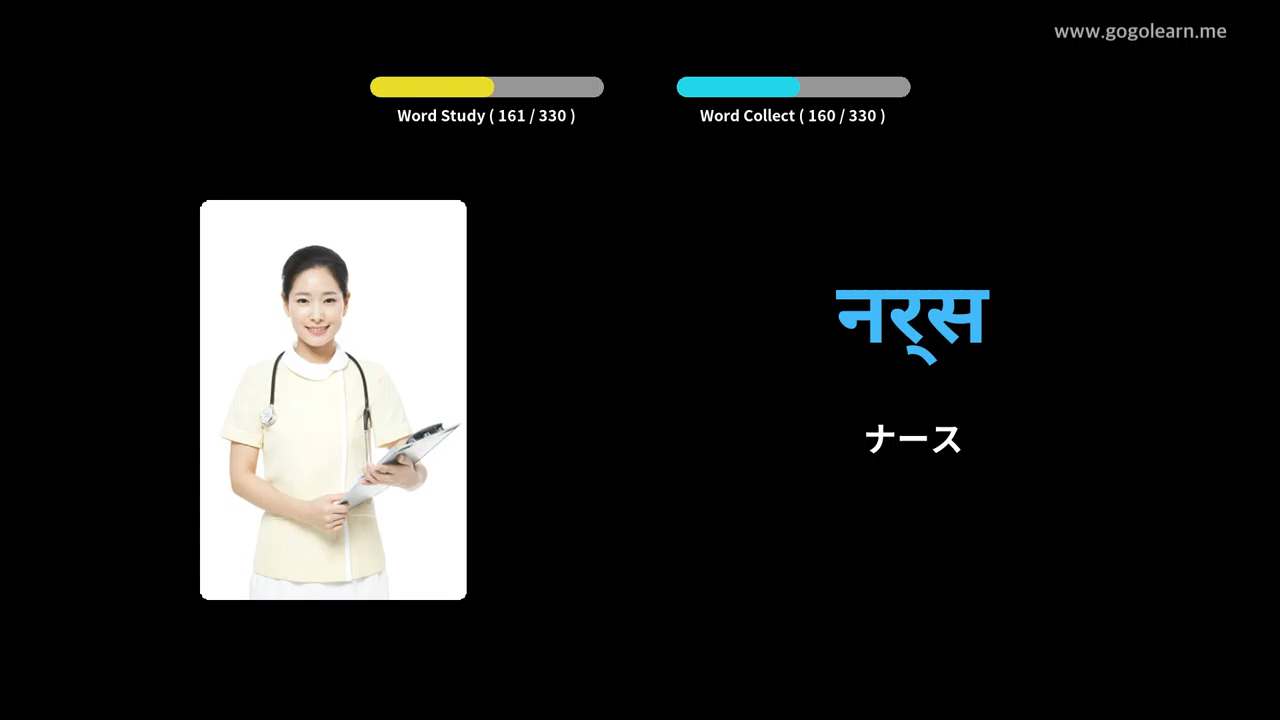 www.gogolearn.me
Word Study ( 161 / 330 )
Word Collect ( 160 / 330 )
नर्‌स
ナース